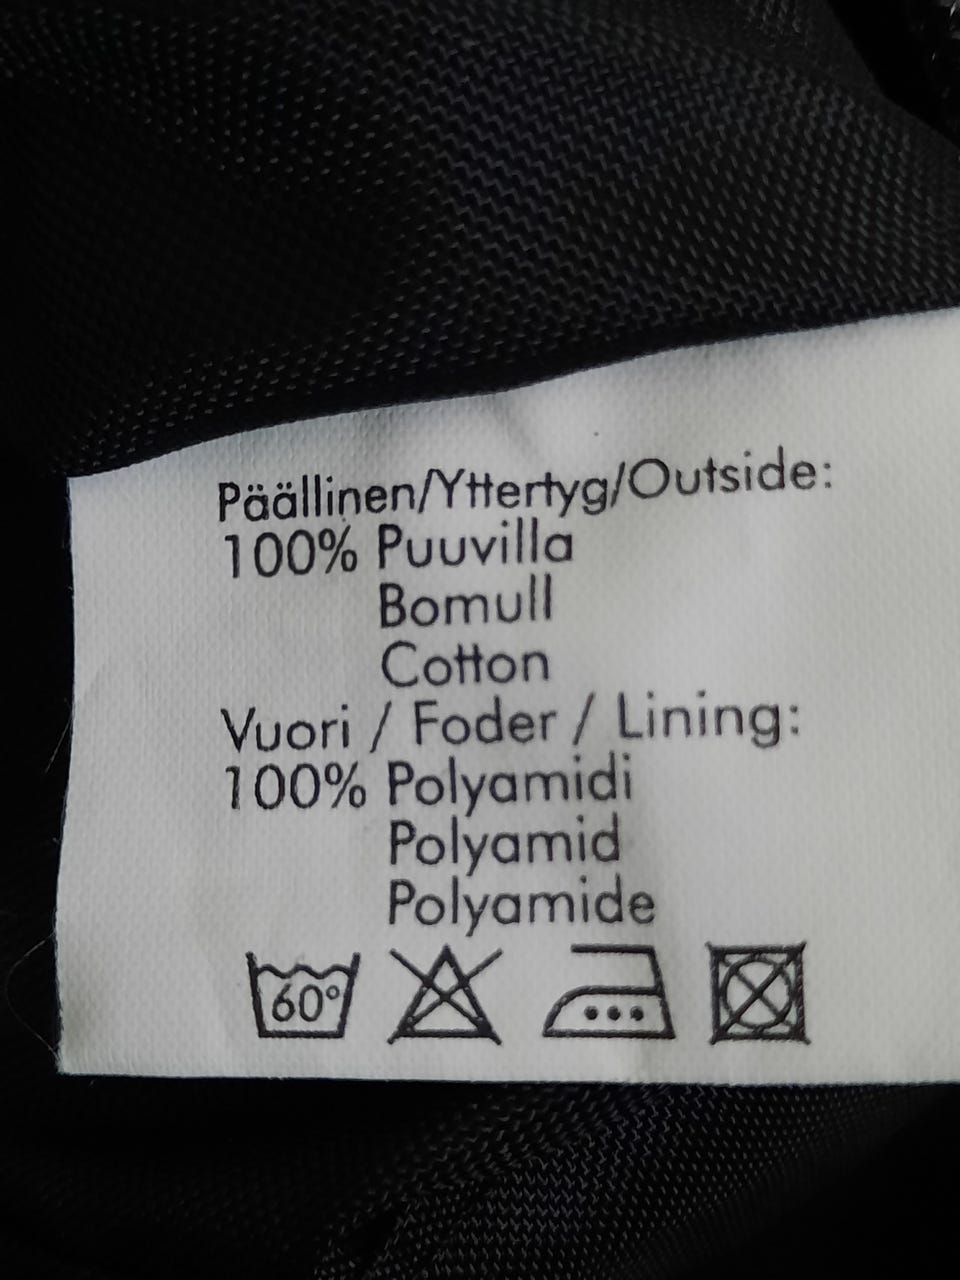 Päällinen/Yttertyg/Outside:
100% Puuvilla
Bomull
Cotton
Vuori / Foder / Lining:
100% Polyamidi
Polyamid
Polyamide
60°